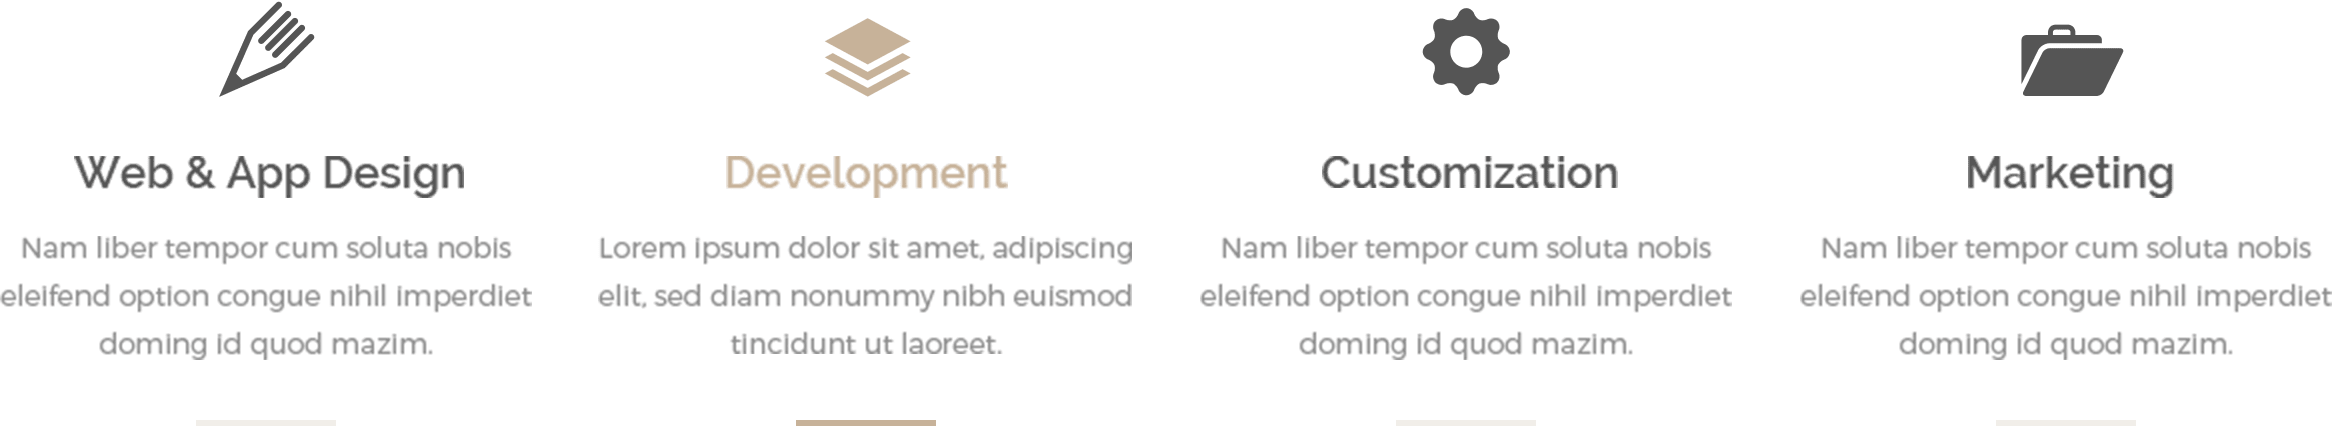 Web & App Design
Nam liber tempor cum soluta nobis
eleifend option congue nihil imperdiet
doming id quod mazim.
Development
Lorem ipsum dolor sit amet, adipiscing
elit, sed diam nonummy nibh euismod
tincidunt ut laoreet.
Customization
Nam liber tempor cum soluta nobis
eleifend option congue nihil imperdiet
doming id quod mazim.
Marketing
Nam liber tempor cum soluta nobis
eleifend option congue nihil imperdiet
doming id quod mazim.